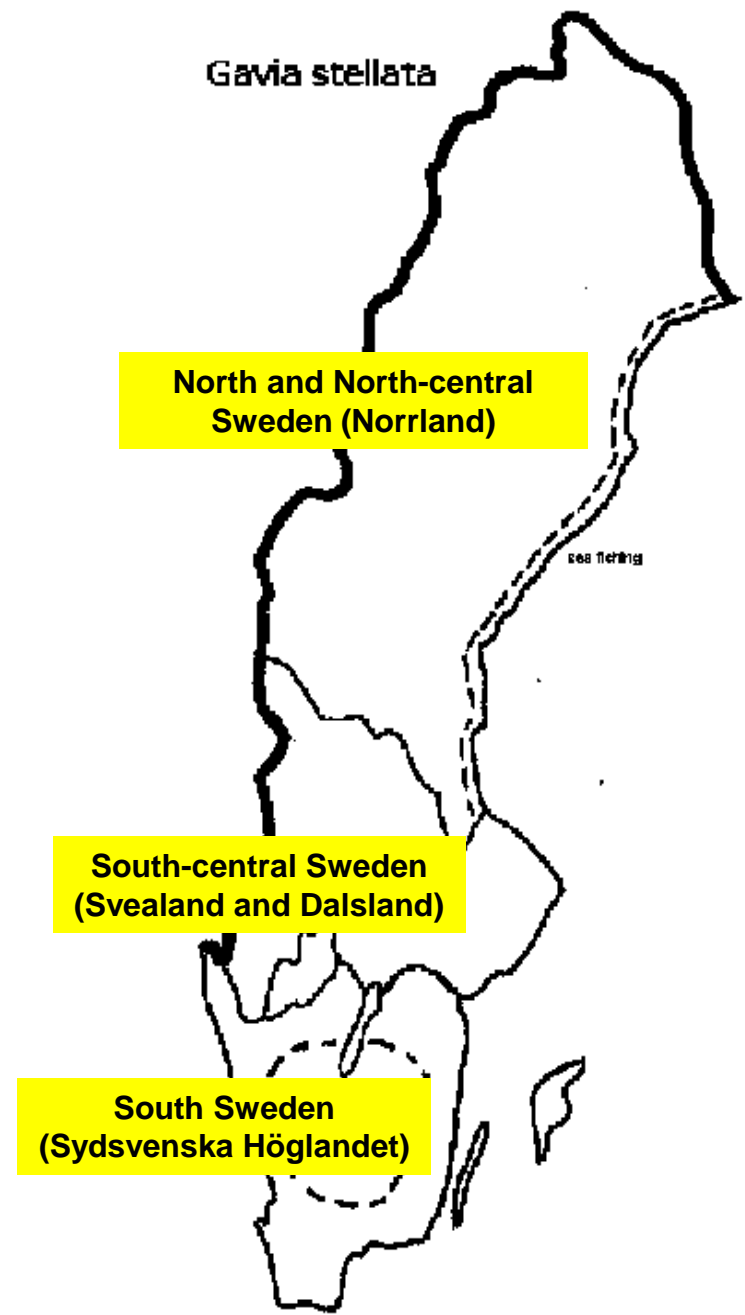 Gavia stellata
North and North-central
Sweden (Norrland)
sea fichting
South-central Sweden
(Svealand and Dalsland)
South Sweden
(Sydsvenska Höglandet)